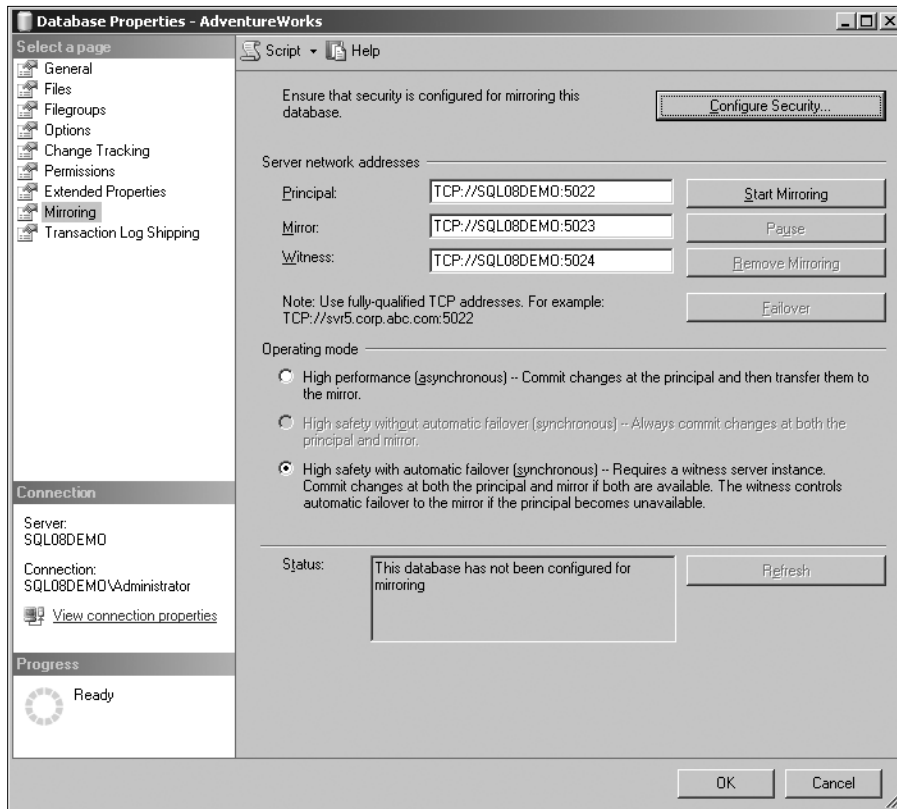 Database Properties - AdventureWorks
Select a page
General
Files
Filegroups
Options
Change Tracking
Permissions
Extended Properties
Mirroring
Transaction Log Shipping
Connection
Server:
SQL08DEMO
Connection:
SQL08DEMO\Administrator
View connection properties
Progress
Ready
Script
Help
Ensure that security is configured for mirroring this
database.
Configure Security...
Server network addresses
Principal:
TCP://SQL08DEMO:5022
Start Mirroring
Mirror:
TCP://SQL08DEMO:5023
Pause
Witness:
TCP://SQL08DEMO:5024
Remove Mirroring
Note: Use fully-qualified TCP addresses. For example:
TCP://svr5.corp.abc.com:5022
Failover
Operating mode
High performance (asynchronous) -- Commit changes at the principal and then transfer them to
the mirror.
High safety without automatic failover (synchronous) -- Always commit changes at both the
principal and mirror.
High safety with automatic failover (synchronous) -- Requires a witness server instance.
Commit changes at both the principal and mirror if both are available. The witness controls
automatic failover to the mirror if the principal becomes unavailable.
Status:
This database has not been configured for
mirroring
Refresh
OK
Cancel